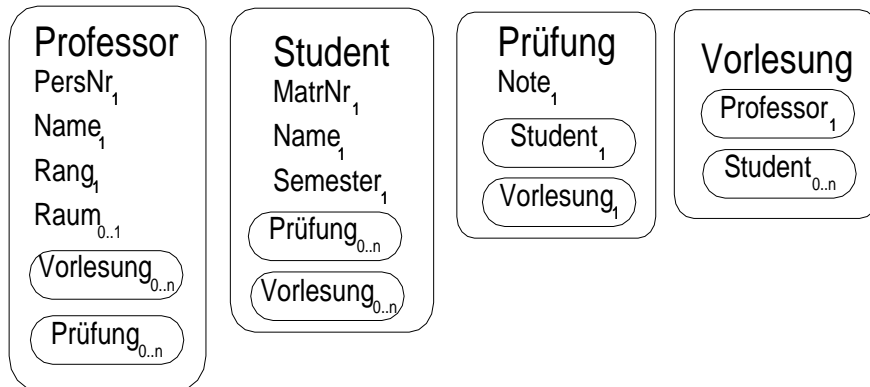 Professor
PersNr1
Name1
Rang1
Raum0..1
Vorlesung0..n
Prüfung0..n
Student
MatrNr1
Name1
Semester1
Prüfung0..n
Vorlesung0..n
Prüfung
Note1
Student1
Vorlesung1
Vorlesung
Professor1
Student0..n